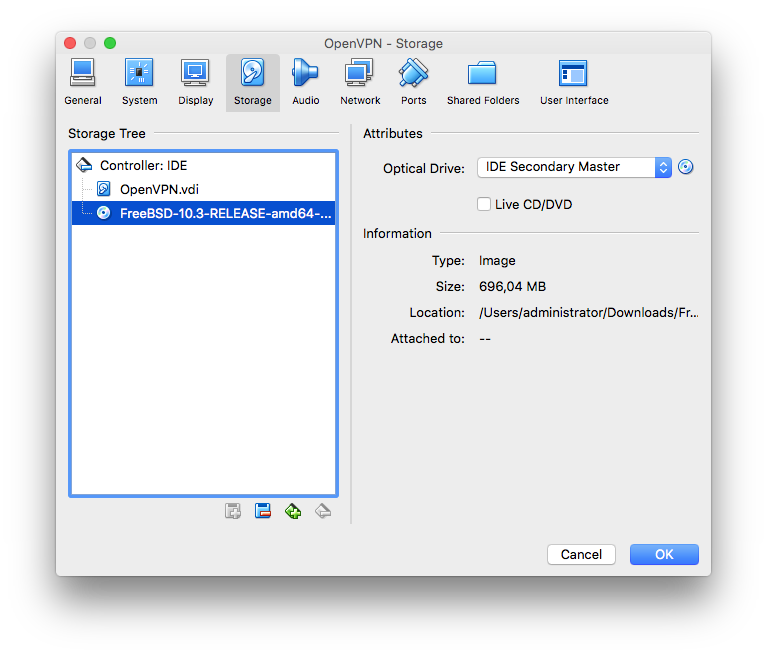 OpenVPN - Storage
General System Display Storage Audio Network Ports Shared Folders User Interface
Storage Tree
Controller: IDE
OpenVPN.vdi
FreeBSD-10.3-RELEASE-amd64-...
Attributes
Optical Drive: IDE Secondary Master
Live CD/DVD
Information
Type: Image
Size: 696,04 MB
Location: /Users/administrator/Downloads/Fr...
Attached to: --
Cancel OK